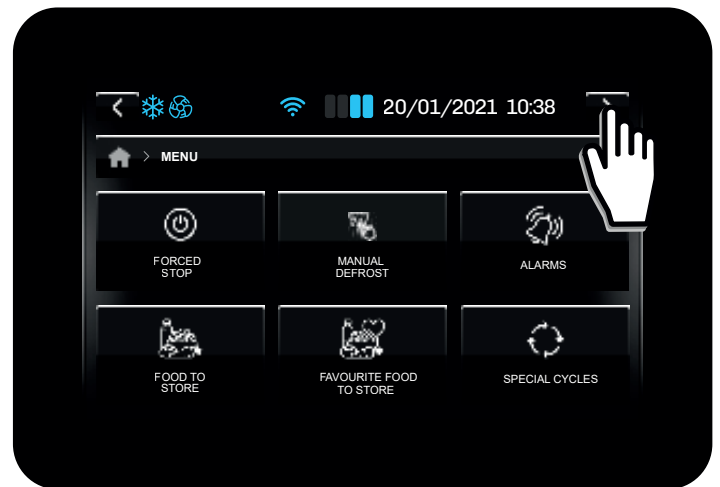 20/01/2021 10:38
MENU
FORCED
STOP
MANUAL
DEFROST
ALARMS
FOOD TO
STORE
FAVOURITE FOOD
TO STORE
SPECIAL CYCLES